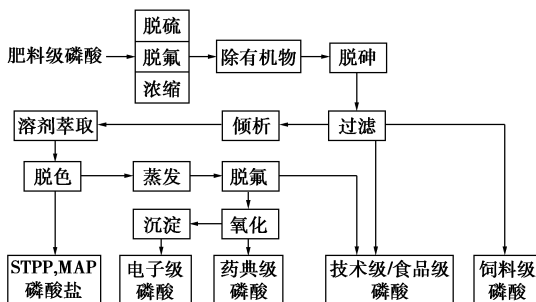 脱硫
肥料级磷酸
脱氟
除有机物
脱砷
浓缩
溶剂萃取
倾析
过滤
脱色
蒸发
脱氟
沉淀
氧化
STPP,MAP
磷酸盐
电子级
磷酸
药典级
磷酸
技术级/食品级
磷酸
饲料级
磷酸